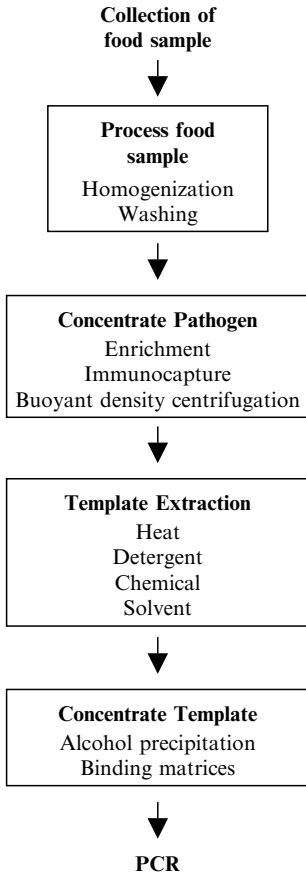 Collection of
food sample
Process food
sample
Homogenization
Washing
Concentrate Pathogen
Enrichment
Immunocapture
Buoyant density centrifugation
Template Extraction
Heat
Detergent
Chemical
Solvent
Concentrate Template
Alcohol precipitation
Binding matrices
PCR